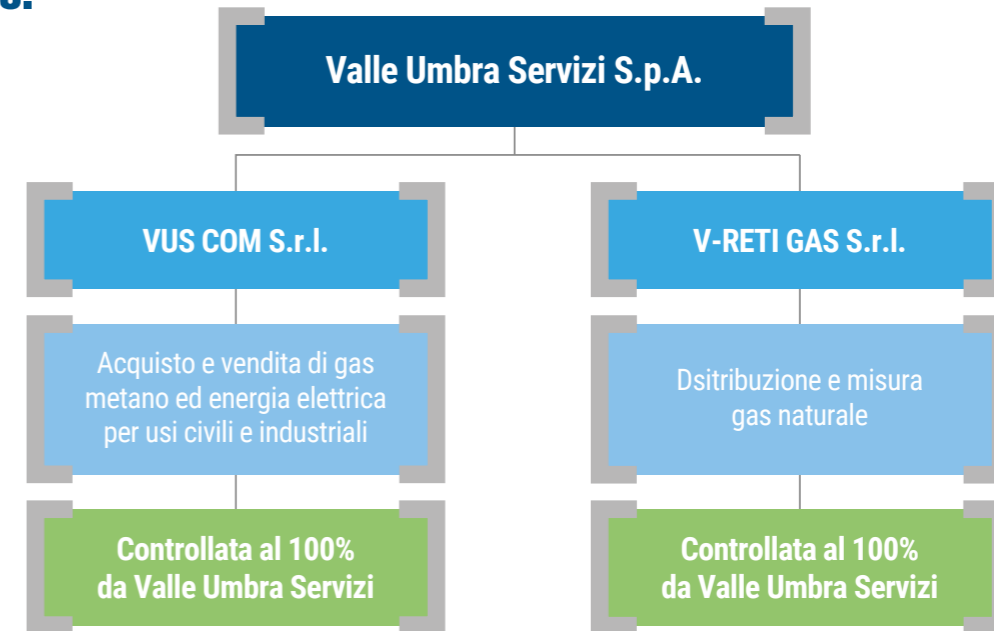 Valle Umbra Servizi S.p.A.
VUS COM S.r.l.
V-RETI GAS S.r.l.
Acquisto e vendita di gas
metano ed energia elettrica
per usi civili e industriali
Dsitribuzione e misura
gas naturale
Controllata al 100%
da Valle Umbra Servizi
Controllata al 100%
da Valle Umbra Servizi